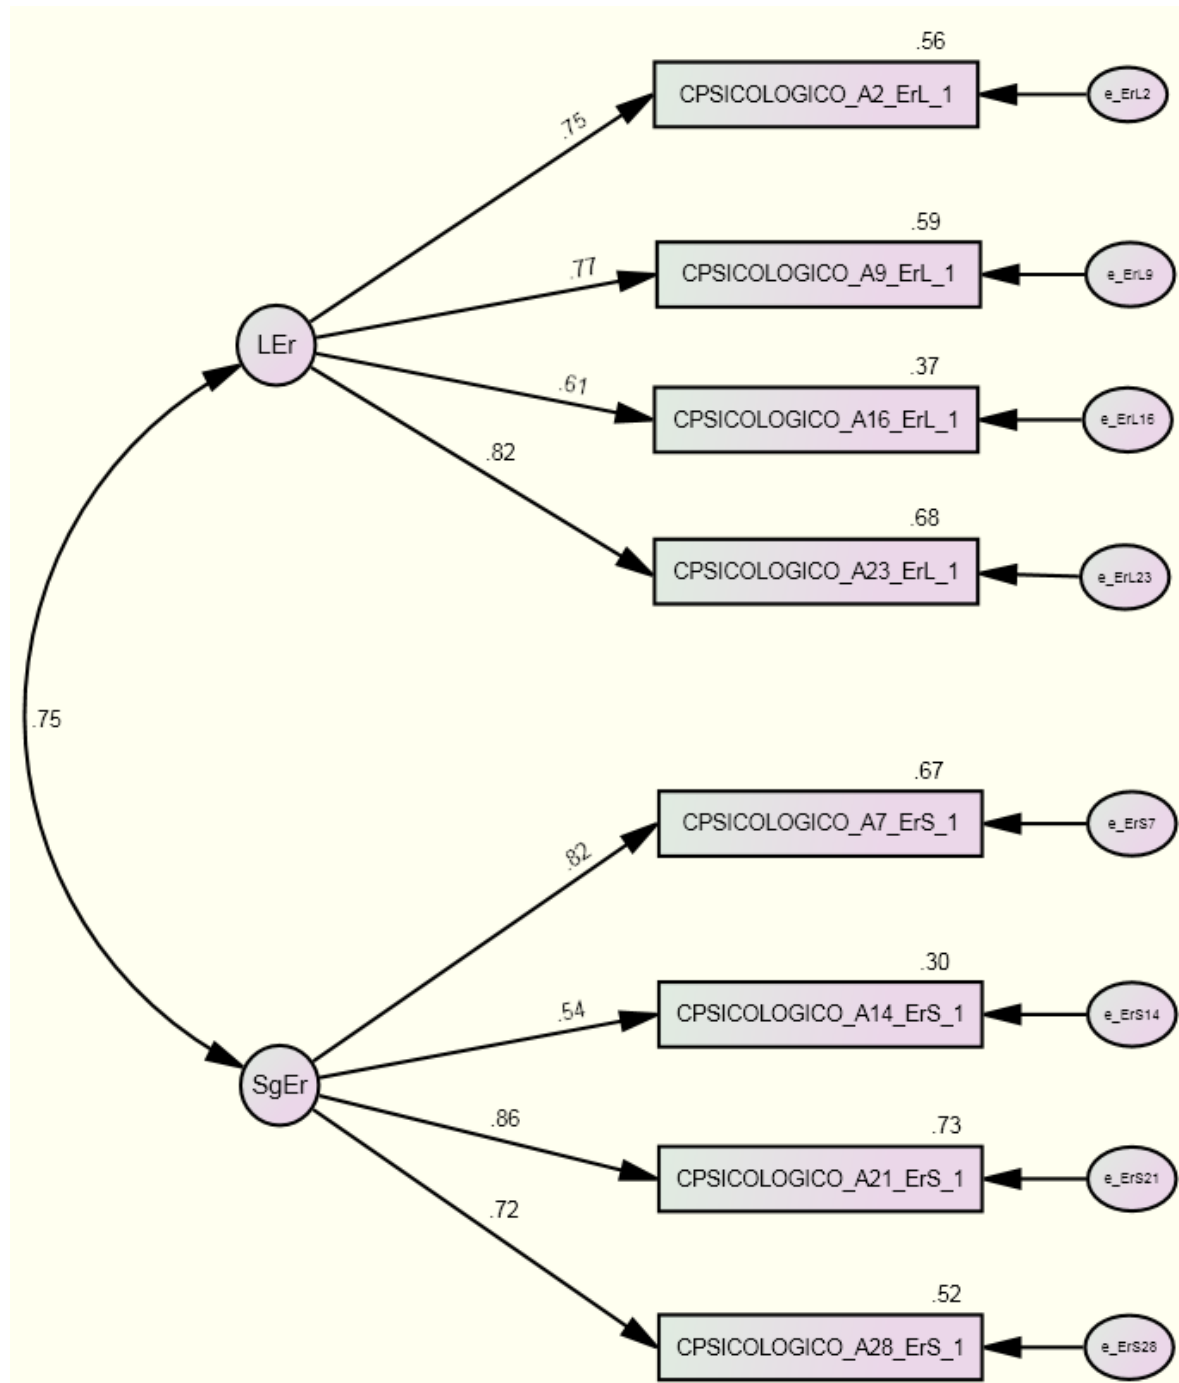 .56
CPSICOLOGICO_A2_ErL_1
e_ErL2
.75
.59
CPSICOLOGICO_A9_ErL_1
e_ErL9
.77
LEr
.37
CPSICOLOGICO_A16_ErL_1
e_ErL16
.61
.82
.68
CPSICOLOGICO_A23_ErL_1
e_ErL23
.75
.67
CPSICOLOGICO_A7_ErS_1
e_ErS7
.82
.30
CPSICOLOGICO_A14_ErS_1
e_ErS14
.54
SgEr
.86
.73
CPSICOLOGICO_A21_ErS_1
e_ErS21
.72
.52
CPSICOLOGICO_A28_ErS_1
e_ErS28